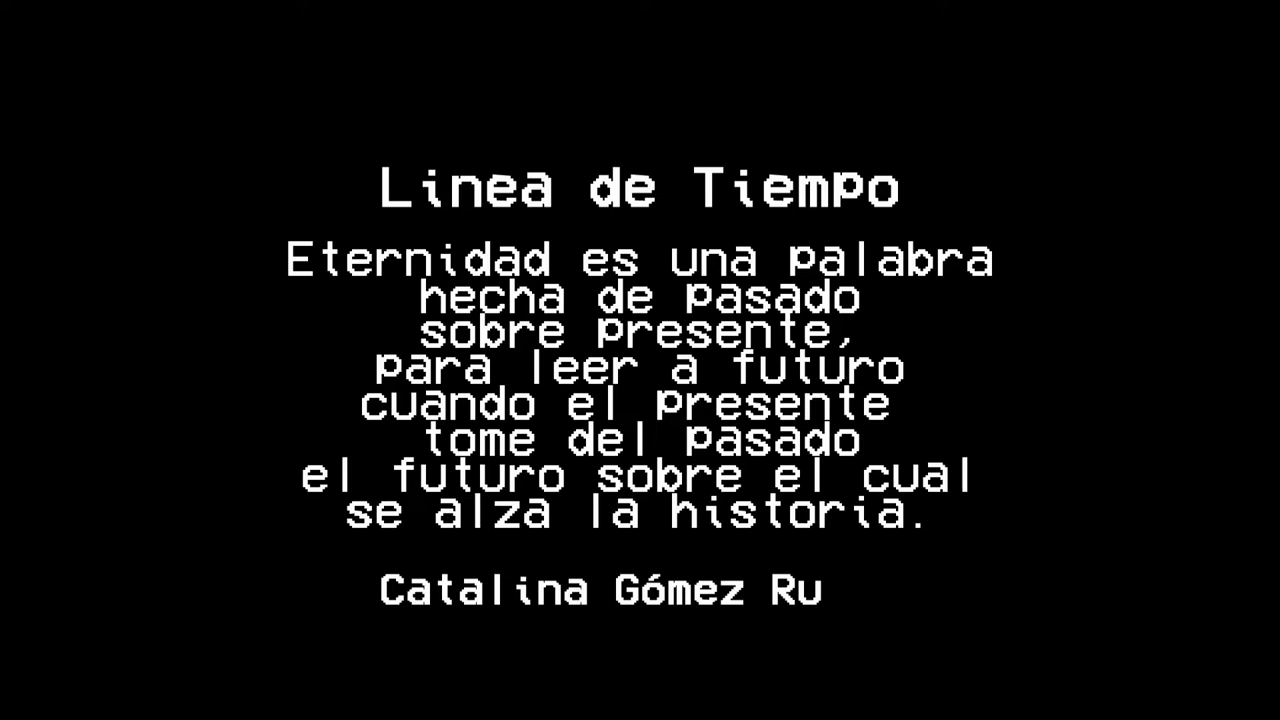 Linea de Tiempo
Eternidad es una palabra
hecha de pasado
sobre presente,
para leer a futuro
cuando el presente
tome del pasado
el futuro sobre el cual
se alza la historia.
Catalina Gómez Ru